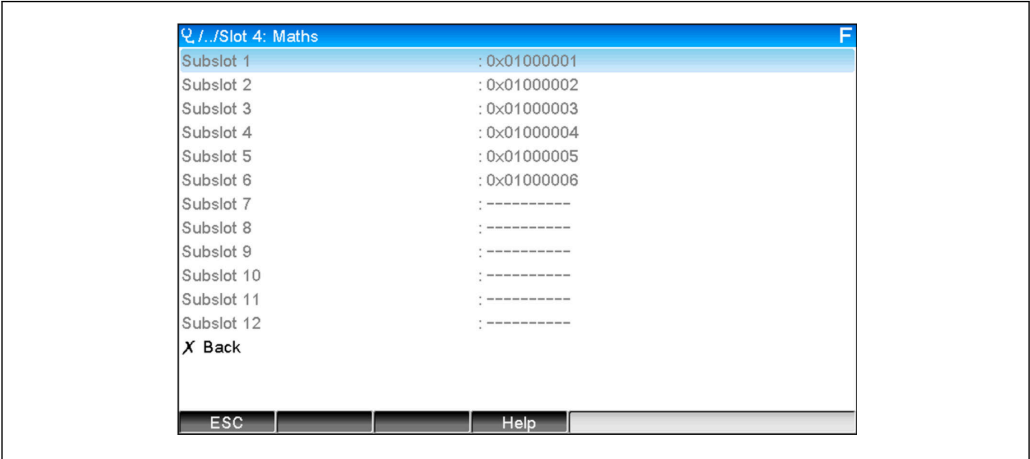 /../Slot 4: Maths F
Subslot 1 : 0x01000001
Subslot 2 : 0x01000002
Subslot 3 : 0x01000003
Subslot 4 : 0x01000004
Subslot 5 : 0x01000005
Subslot 6 : 0x01000006
Subslot 7 : ----------
Subslot 8 : ----------
Subslot 9 : ----------
Subslot 10 : ----------
Subslot 11 : ----------
Subslot 12 : ----------
X Back
ESC Help